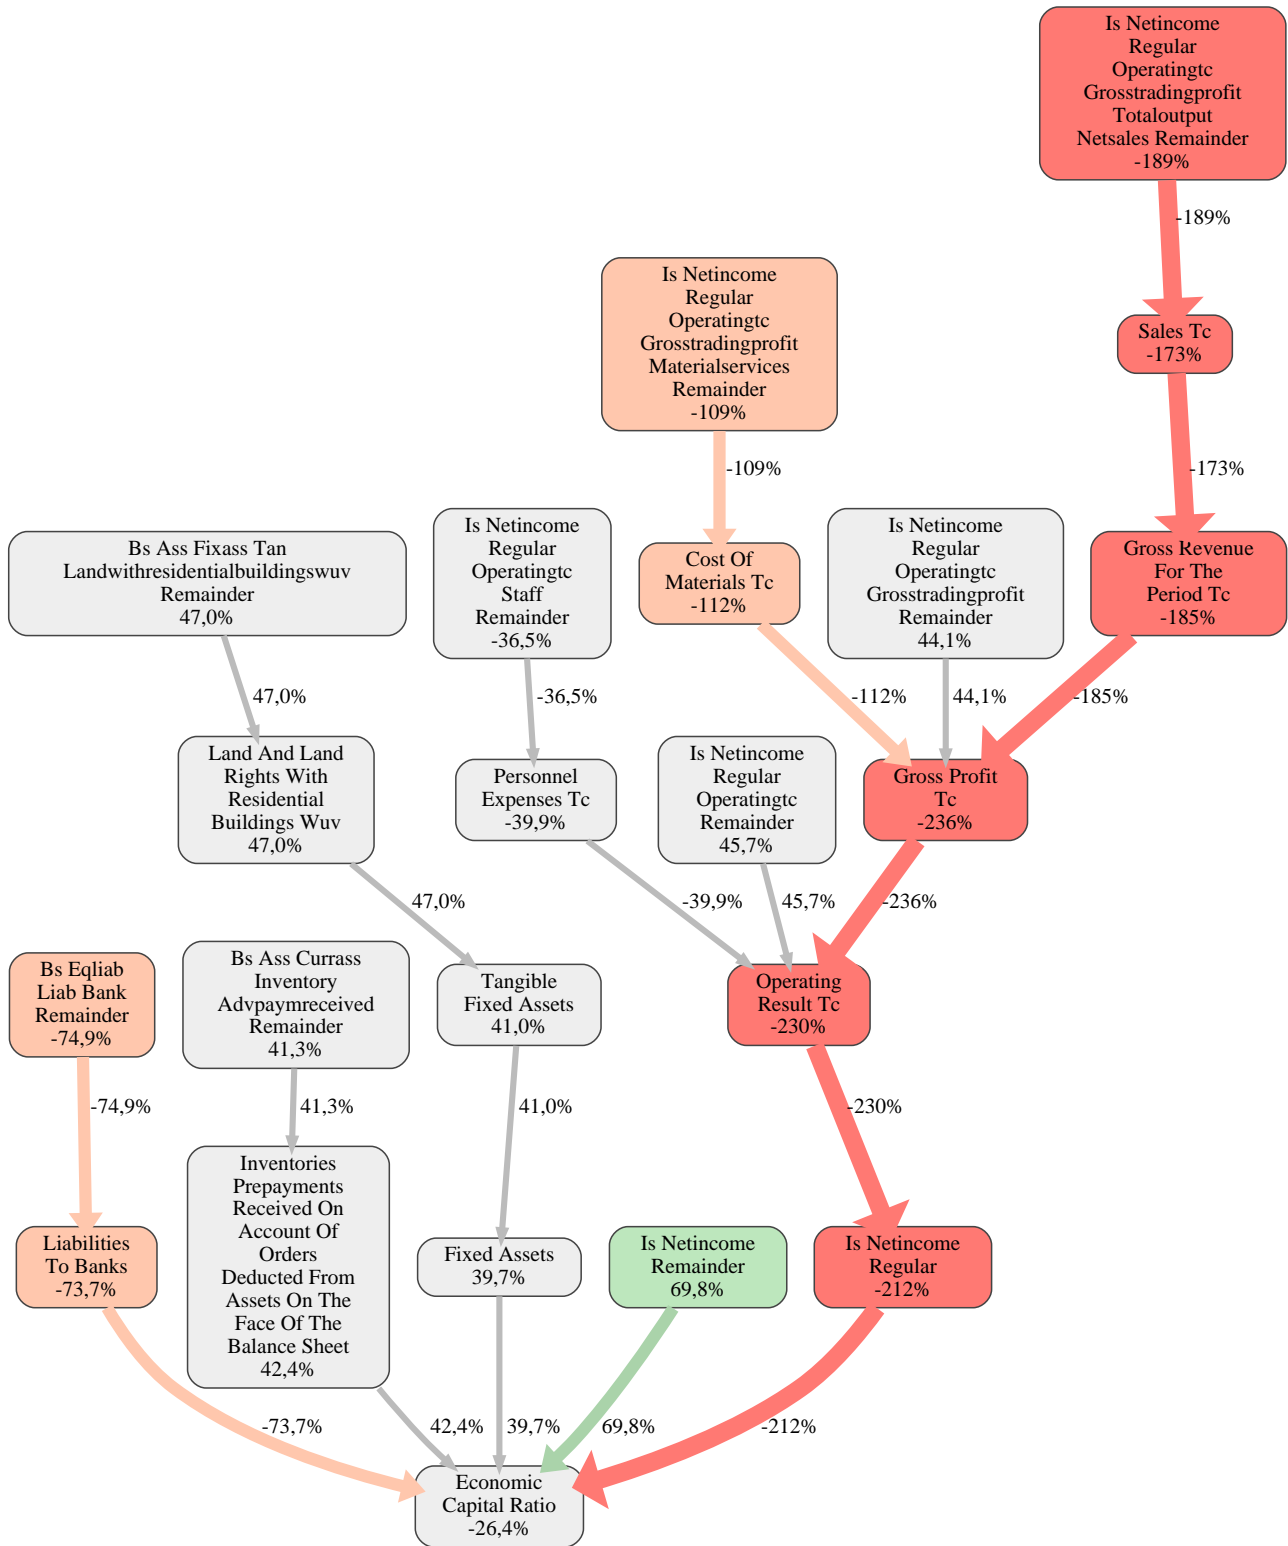 Is Netincome
Regular
Operatingtc
Grosstradingprofit
Totaloutput
Netsales Remainder
-189%
-189%
Is Netincome
Regular
Operatingtc
Grosstradingprofit
Materialservices
Remainder
-109%
Sales Tc
-173%
-109%
-173%
Bs Ass Fixass Tan
Landwithresidentialbuildingswuv
Remainder
47,0%
Is Netincome
Regular
Operatingtc
Staff
Remainder
-36,5%
Cost Of
Materials Tc
-112%
Is Netincome
Regular
Operatingtc
Grosstradingprofit
Remainder
44,1%
Gross Revenue
For The
Period Tc
-185%
47,0%
-36,5%
-112%
44,1%
-185%
Land And Land
Rights With
Residential
Buildings Wuv
47,0%
Personnel
Expenses Tc
-39,9%
Is Netincome
Regular
Operatingtc
Remainder
45,7%
Gross Profit
Tc
-236%
47,0%
-39,9%
45,7%
-236%
Bs Eqliab
Liab Bank
Remainder
-74,9%
Bs Ass Currass
Inventory
Advpaymreceived
Remainder
41,3%
Tangible
Fixed Assets
41,0%
Operating
Result Tc
-230%
-74,9%
41,3%
41,0%
-230%
Liabilities
To Banks
-73,7%
Inventories
Prepayments
Received On
Account Of
Orders
Deducted From
Assets On The
Face Of The
Balance Sheet
42,4%
Fixed Assets
39,7%
Is Netincome
Remainder
69,8%
Is Netincome
Regular
-212%
-73,7%
42,4%
39,7%
69,8%
-212%
Economic
Capital Ratio
-26,4%